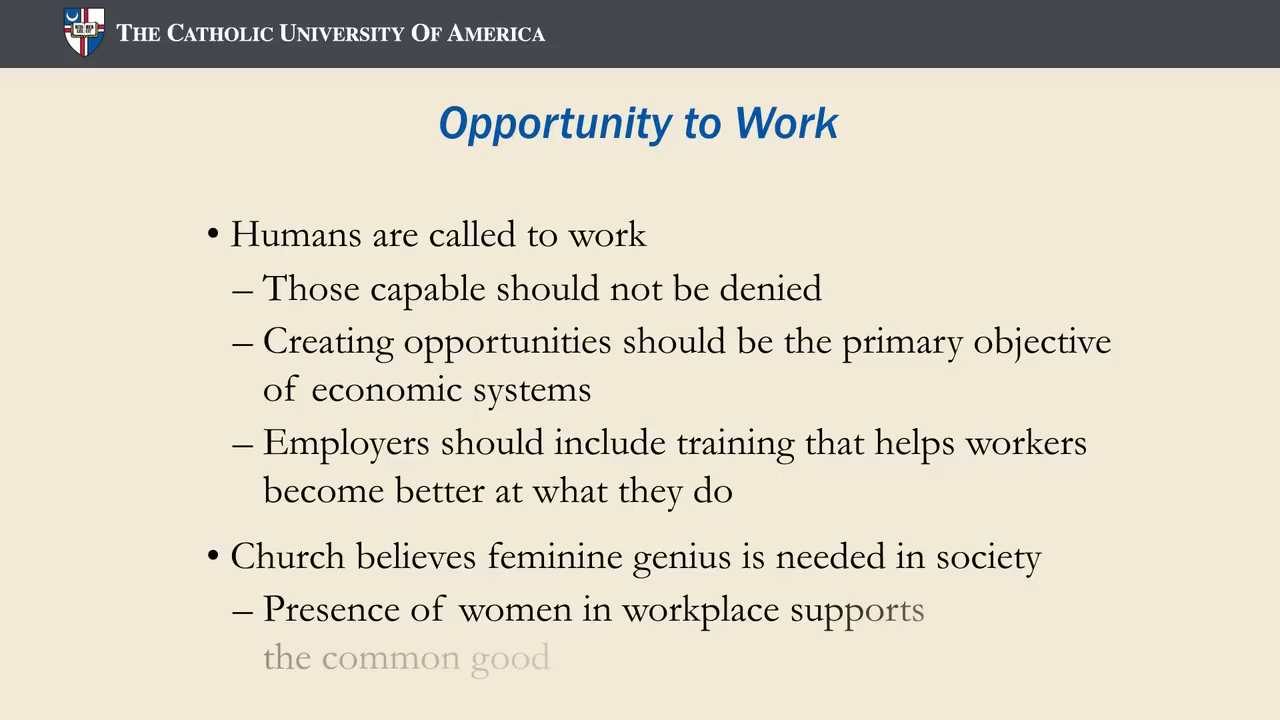 THE CATHOLIC UNIVERSITY OF AMERICA
Opportunity to Work
• Humans are called to work
– Those capable should not be denied
– Creating opportunities should be the primary objective
of economic systems
– Employers should include training that helps workers
become better at what they do
• Church believes feminine genius is needed in society
– Presence of women in workplace supports
the common good